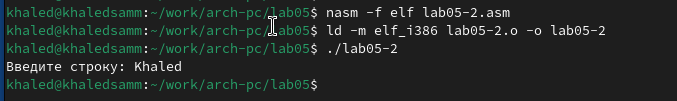 khaled@khaledsamm:~/work/arch-pc/lab05$ nasm -f elf lab05-2.asm
khaled@khaledsamm:~/work/arch-pc/lab05$ ld -m elf_i386 lab05-2.o -o lab05-2
khaled@khaledsamm:~/work/arch-pc/lab05$ ./lab05-2
Введите строку: Khaled
khaled@khaledsamm:~/work/arch-pc/lab05$